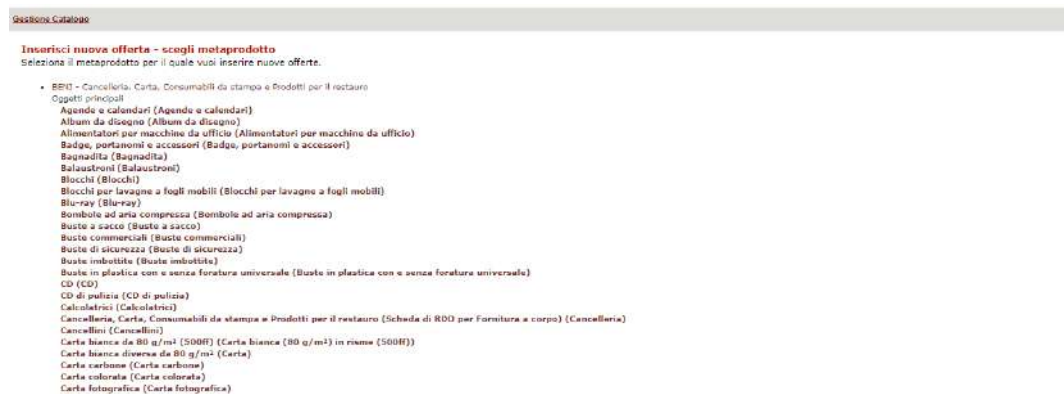 Gestione Catalogo
Inserisci nuova offerta - scegli metaprodotto
Seleziona il metaprodotto per il quale vuoi inserire nuove offerte.
• BENI - Cancelleria, Carta, Consumabili da stampa e Prodotti per il restauro
Oggetti principali
Agende e calendari (Agende e calendari)
Album da disegno (Album da disegno)
Alimentatori per macchine da ufficio (Alimentatori per macchine da ufficio)
Badge, portanomi e accessori (Badge, portanomi e accessori)
Bagnadita (Bagnadita)
Balaustroni (Balaustroni)
Blocchi (Blocchi)
Blocchi per lavagne a fogli mobili (Blocchi per lavagne a fogli mobili)
Blu-ray (Blu-ray)
Bombole ad aria compressa (Bombole ad aria compressa)
Buste a sacco (Buste a sacco)
Buste commerciali (Buste commerciali)
Buste di sicurezza (Buste di sicurezza)
Buste imbottite (Buste imbottite)
Buste in plastica con e senza foratura universale (Buste in plastica con e senza foratura universale)
CD (CD)
CD di pulizia (CD di pulizia)
Calcolatrici (Calcolatrici)
Cancelleria, Carta, Consumabili da stampa e Prodotti per il restauro (Scheda di RDO per Fornitura a corpo) (Cancelleria)
Cancellini (Cancellini)
Carta bianca da 80 g/m² (500ff) (Carta bianca (80 g/m²) in risme (500ff))
Carta bianca diversa da 80 g/m² (Carta)
Carta carbone (Carta carbone)
Carta colorata (Carta colorata)
Carta fotografica (Carta fotografica)